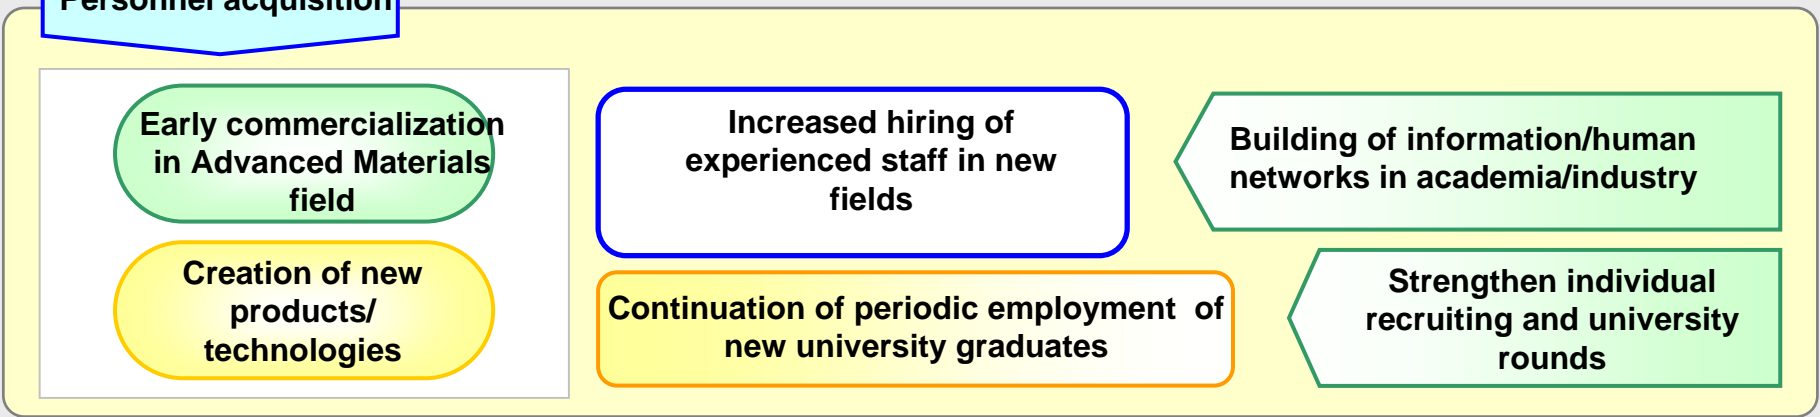 Personnel acquisition
Early commercialization
in Advanced Materials
field
Creation of new
products/
technologies
Increased hiring of
experienced staff in new
fields
Continuation of periodic employment of
new university graduates
Building of information/human
networks in academia/industry
Strengthen individual
recruiting and university
rounds